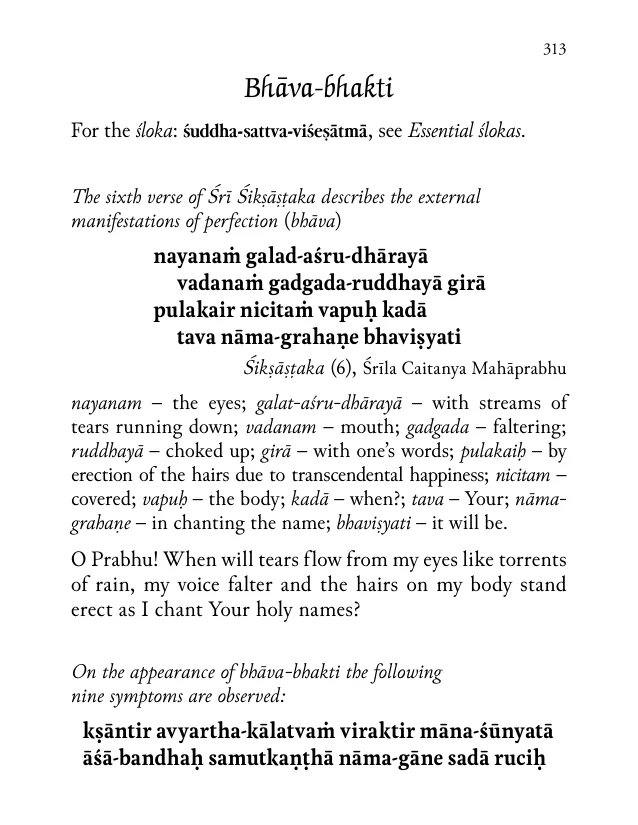 313
Bhāva-bhakti
For the śloka: śuddha-sattva-viśeṣātmā, see Essential ślokas.
The sixth verse of Śrī Śikṣāṣṭaka describes the external
manifestations of perfection (bhāva)
nayanaṁ galad-aśru-dhārayā
vadanaṁ gadgada-ruddhayā girā
pulakair nicitaṁ vapuḥ kadā
tava nāma-grahaṇe bhaviṣyati
Śikṣāṣṭaka (6), Śrīla Caitanya Mahāprabhu
nayanam – the eyes; galat-aśru-dhārayā – with streams of
tears running down; vadanam – mouth; gadgada – faltering;
ruddhayā – choked up; girā – with one’s words; pulakaiḥ – by
erection of the hairs due to transcendental happiness; nicitam –
covered; vapuḥ – the body; kadā – when?; tava – Your; nāma-
grahaṇe – in chanting the name; bhaviṣyati – it will be.
O Prabhu! When will tears flow from my eyes like torrents
of rain, my voice falter and the hairs on my body stand
erect as I chant Your holy names?
On the appearance of bhāva-bhakti the following
nine symptoms are observed:
kṣāntir avyartha-kālatvaṁ viraktir māna-śūnyatā
āśā-bandhaḥ samutkaṇṭhā nāma-gāne sadā ruciḥ